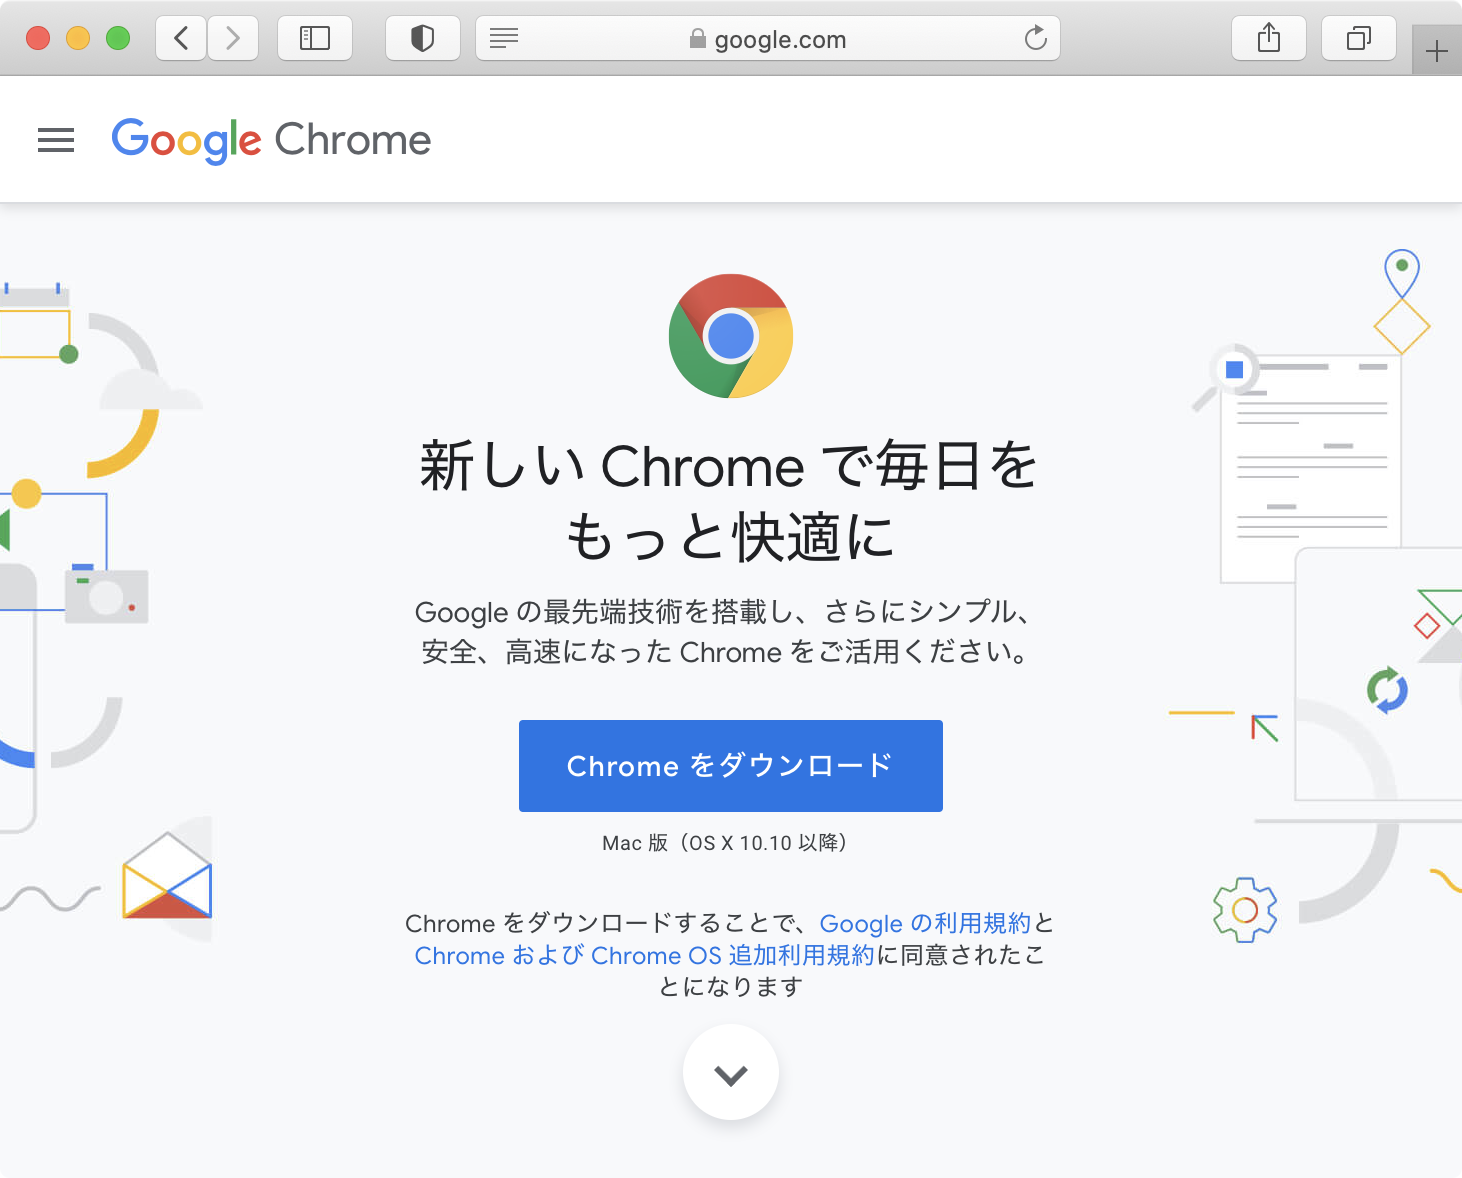 google.com
Google Chrome
新しい Chrome で毎日を
もっと快適に
Google の最先端技術を搭載し、さらにシンプル、
安全、高速になった Chrome をご活用ください。
Chrome をダウンロード
Mac 版（OS X 10.10 以降）
Chrome をダウンロードすることで、Google の利用規約と
Chrome および Chrome OS 追加利用規約に同意されたこ
とになります